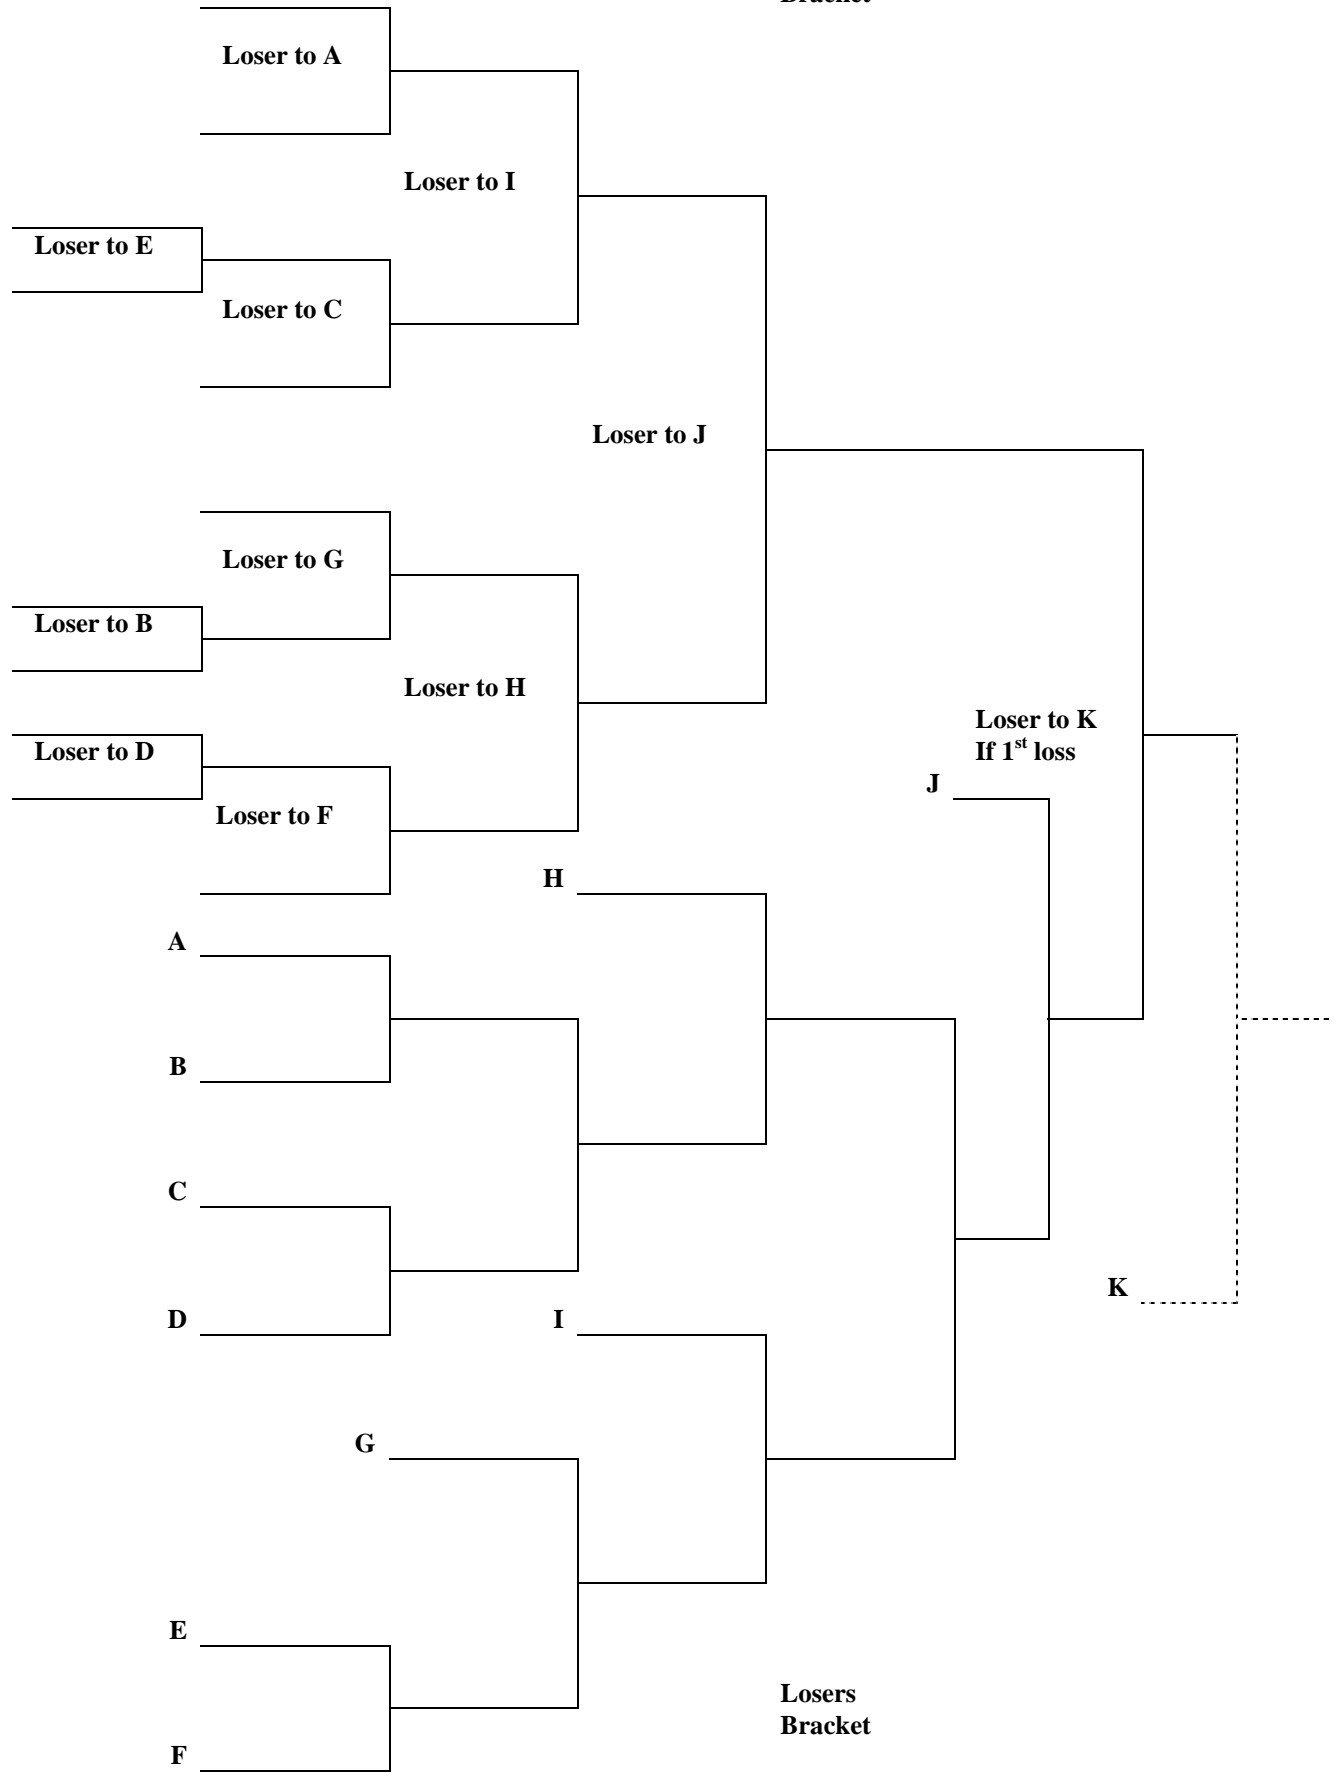 Bracket
Loser to A
Loser to I
Loser to E
Loser to C
Loser to J
Loser to G
Loser to B
Loser to H
Loser to K
If 1st loss
Loser to D
J
Loser to F
H
A
B
C
K
D
I
G
E
Losers
Bracket
F